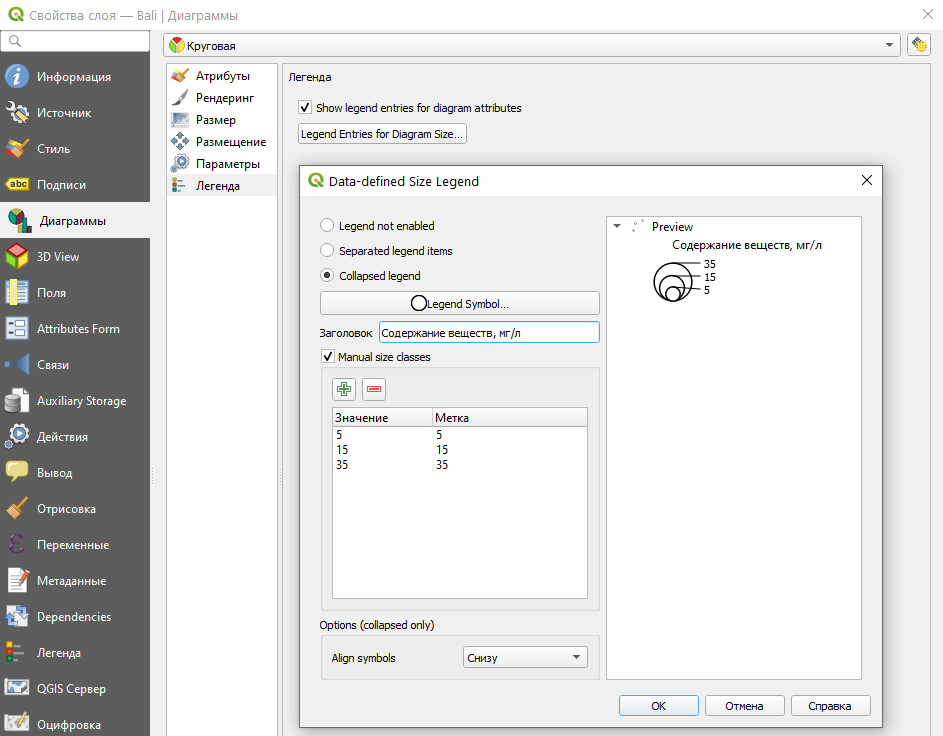 Свойства слоя — Bali | Диаграммы
Круговая
Информация
Источник
Стиль
abc Подписи
Диаграммы
3D View
Поля
Attributes Form
Связи
Auxiliary Storage
Действия
Вывод
Отрисовка
Переменные
Метаданные
Dependencies
Легенда
QGIS Сервер
Оцифровка
Атрибуты
Рендеринг
Размер
Размещение
Параметры
Легенда
Легенда
Show legend entries for diagram attributes
Legend Entries for Diagram Size...
Data-defined Size Legend
Legend not enabled
Separated legend items
Collapsed legend
Legend Symbol...
Заголовок Содержание веществ, мг/л
Manual size classes
Значение Метка
5 5
15 15
35 35
Options (collapsed only)
Align symbols Снизу
Preview
Содержание веществ, мг/л
35
15
5
OK Отмена Справка